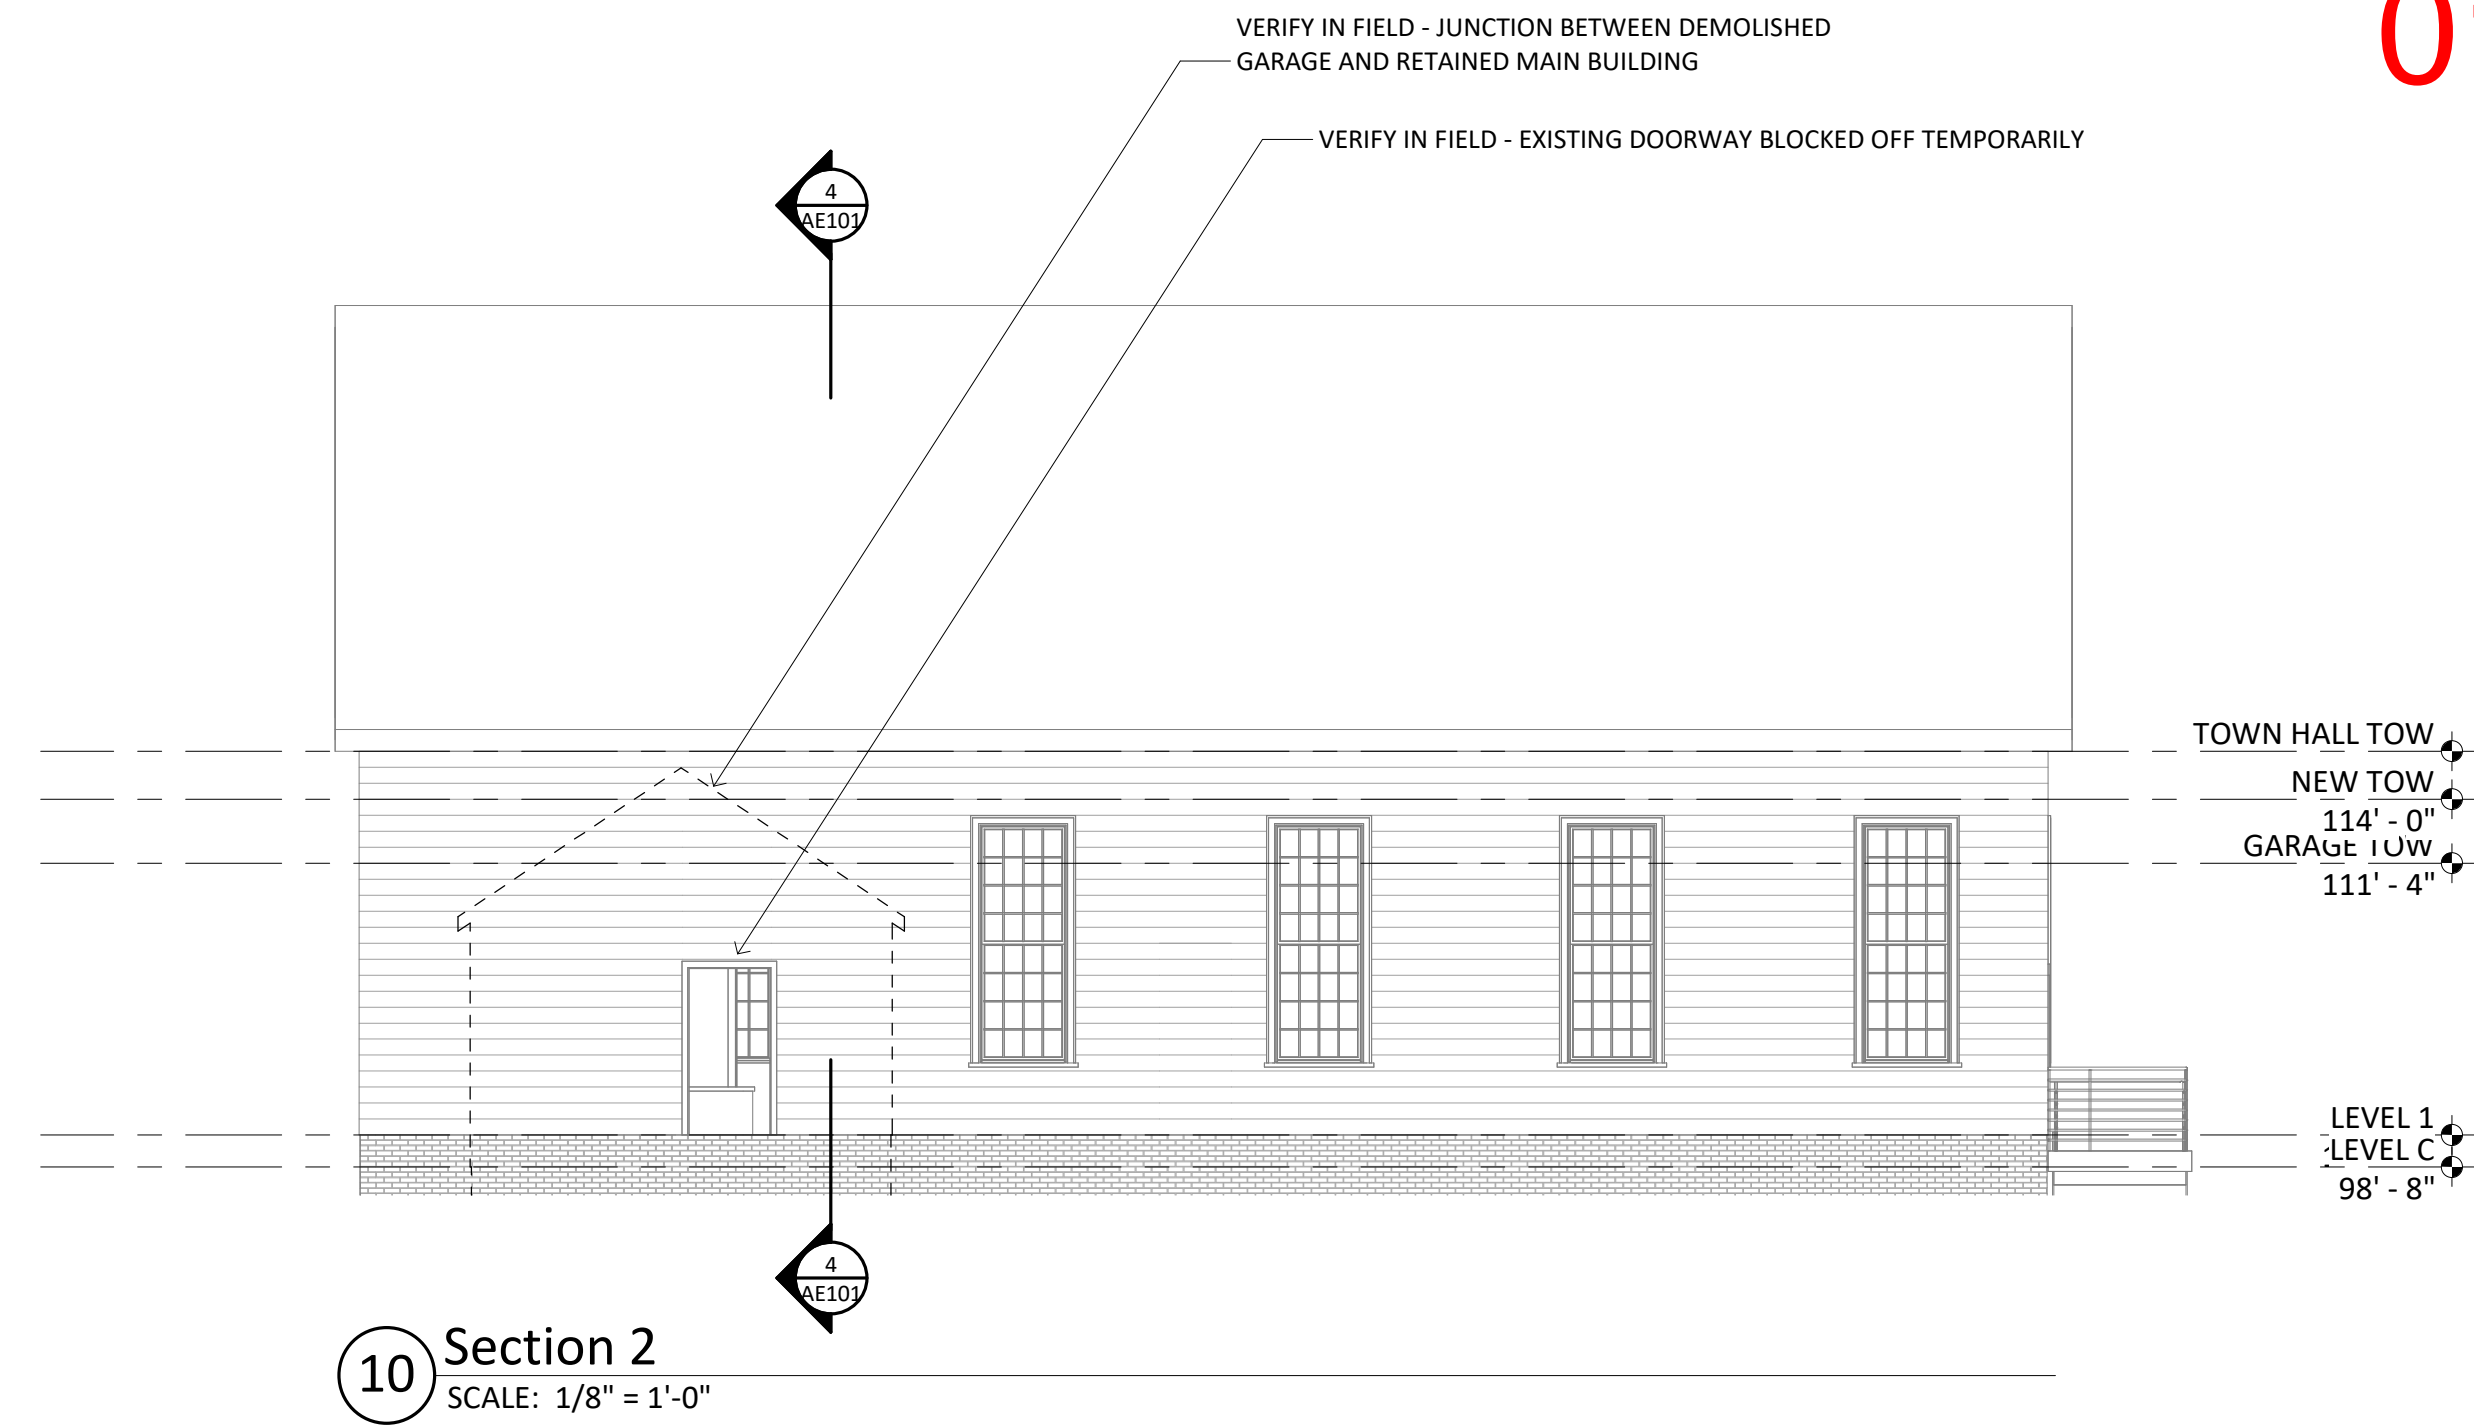 VERIFY IN FIELD - JUNCTION BETWEEN DEMOLISHED
GARAGE AND RETAINED MAIN BUILDING
VERIFY IN FIELD - EXISTING DOORWAY BLOCKED OFF TEMPORARILY
4
AE101
TOWN HALL TOW
NEW TOW
114' - 0"
GARAGE TOW
111' - 4"
LEVEL 1
LEVEL C
98' - 8"
4
AE101
10
Section 2
SCALE: 1/8" = 1'-0"